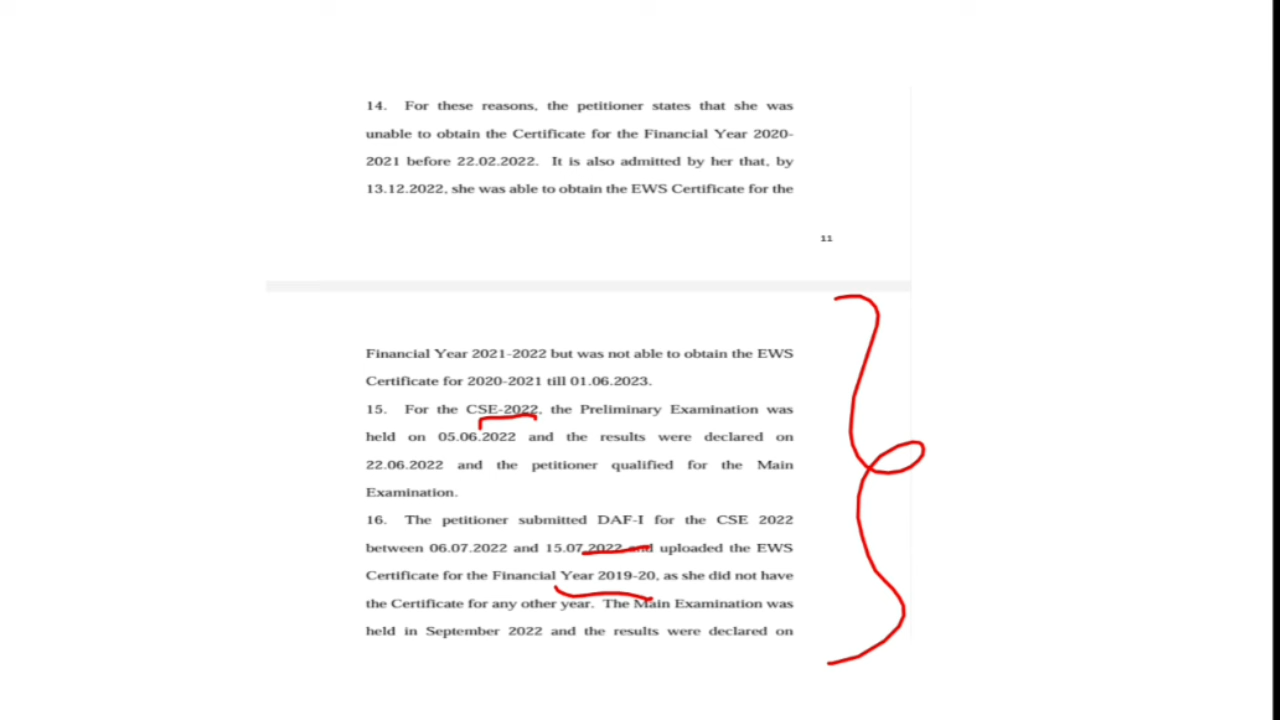 14. For these reasons, the petitioner states that she was
unable to obtain the Certificate for the Financial Year 2020-
2021 before 22.02.2022. It is also admitted by her that, by
13.12.2022, she was able to obtain the EWS Certificate for the
11
Financial Year 2021-2022 but was not able to obtain the EWS
Certificate for 2020-2021 till 01.06.2023.
15. For the CSE-2022, the Preliminary Examination was
held on 05.06.2022 and the results were declared on
22.06.2022 and the petitioner qualified for the Main
Examination.
16. The petitioner submitted DAF-I for the CSE 2022
between 06.07.2022 and 15.07.2022 and uploaded the EWS
Certificate for the Financial Year 2019-20, as she did not have
the Certificate for any other year. The Main Examination was
held in September 2022 and the results were declared on